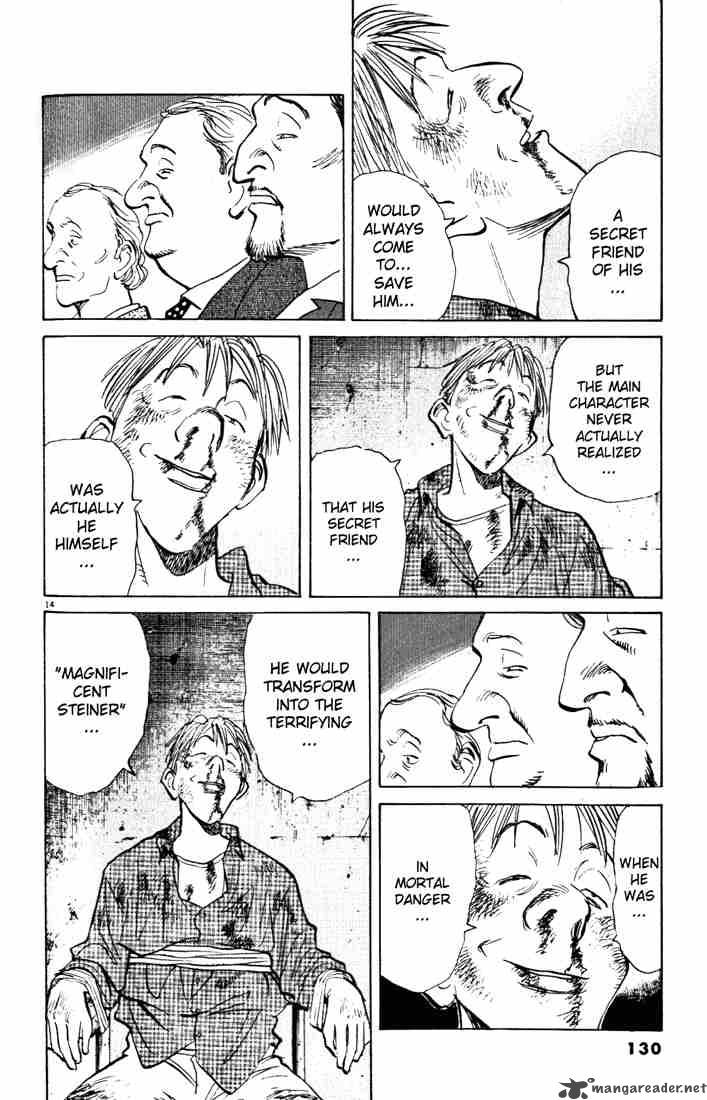 A
SECRET
FRIEND
OF HIS
...
WOULD
ALWAYS
COME
TO...
SAVE
HIM...
BUT
THE MAIN
CHARACTER
NEVER
ACTUALLY
REALIZED
...
THAT HIS
SECRET
FRIEND
...
WAS
ACTUALLY
HE
HIMSELF
...
14
WHEN
HE
WAS...
IN
MORTAL
DANGER
...
HE WOULD
TRANSFORM
INTO THE
TERRIFYING
...
"MAGNIFI-
CENT
STEINER"
...
130
mangareader.net